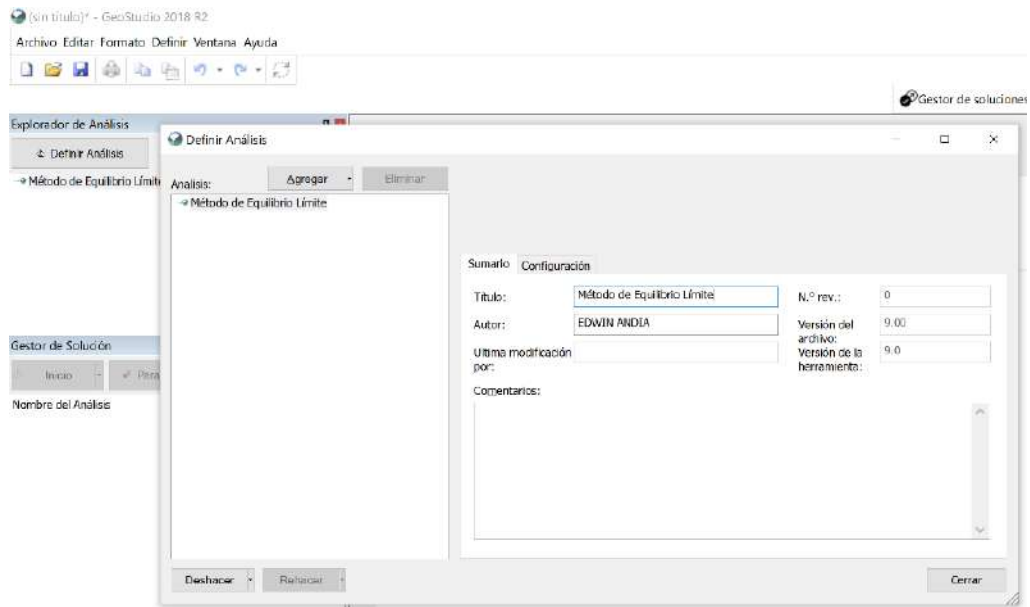 (sin título)* - GeoStudio 2018 R2
Archivo Editar Formato Definir Ventana Ayuda
Gestor de soluciones
Explorador de Análisis
Definir Análisis
Método de Equilibrio Límite
Definir Análisis
Analisis:
Agregar
Eliminar
Método de Equilibrio Límite
Sumario
Configuración
Título:
Método de Equilibrio Límite
N.º rev.:
0
Autor:
EDWIN ANDIA
Versión del archivo:
9.00
Ultima modificación por:
Versión de la herramienta:
9.0
Comentarios:
Gestor de Solución
Inicio
Para
Nombre del Análisis
Deshacer
Rehacer
Cerrar